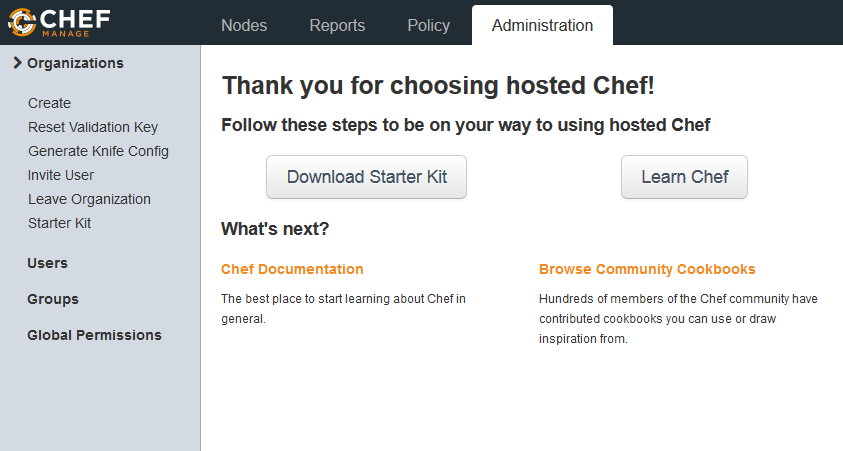 CHEF
MANAGE
Nodes
Reports
Policy
Administration
Organizations
Create
Reset Validation Key
Generate Knife Config
Invite User
Leave Organization
Starter Kit
Users
Groups
Global Permissions
Thank you for choosing hosted Chef!
Follow these steps to be on your way to using hosted Chef
Download Starter Kit
Learn Chef
What's next?
Chef Documentation
The best place to start learning about Chef in
general.
Browse Community Cookbooks
Hundreds of members of the Chef community have
contributed cookbooks you can use or draw
inspiration from.